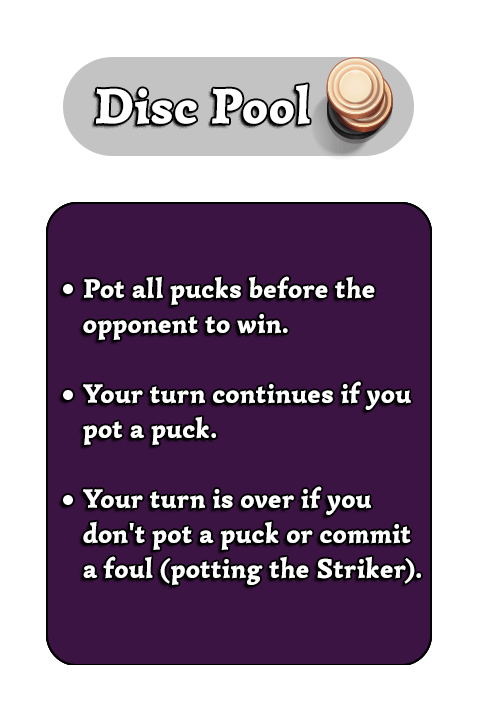 Disc Pool
• Pot all pucks before the
opponent to win.
• Your turn continues if you
pot a puck.
• Your turn is over if you
don't pot a puck or commit
a foul (potting the Striker).